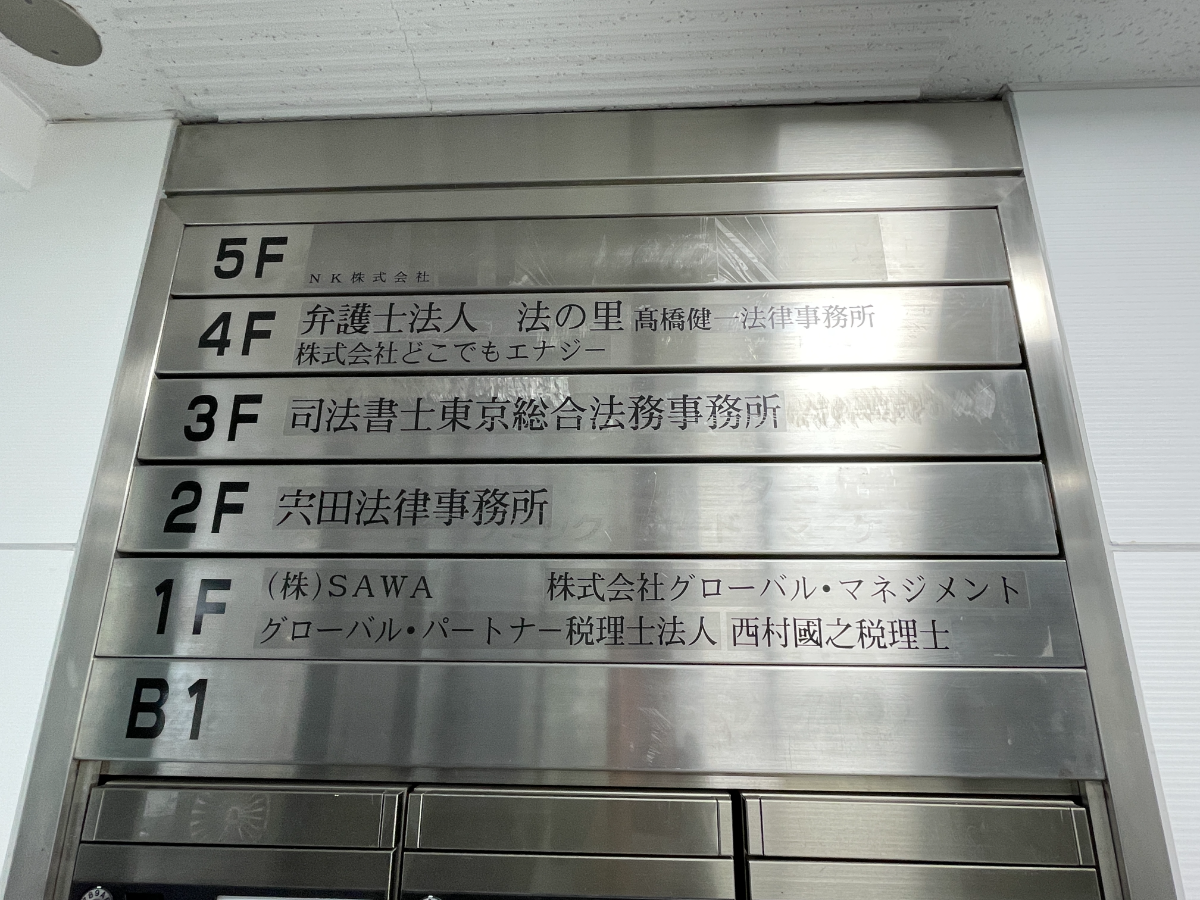 5F
NK株式会社
4F
弁護士法人　法の里 髙橋健一法律事務所
株式会社どこでもエナジー
3F
司法書士東京総合法務事務所
2F
宍田法律事務所
1F
(株)SAWA　株式会社グローバル・マネジメント
グローバル・パートナー税理士法人 西村國之税理士
B1